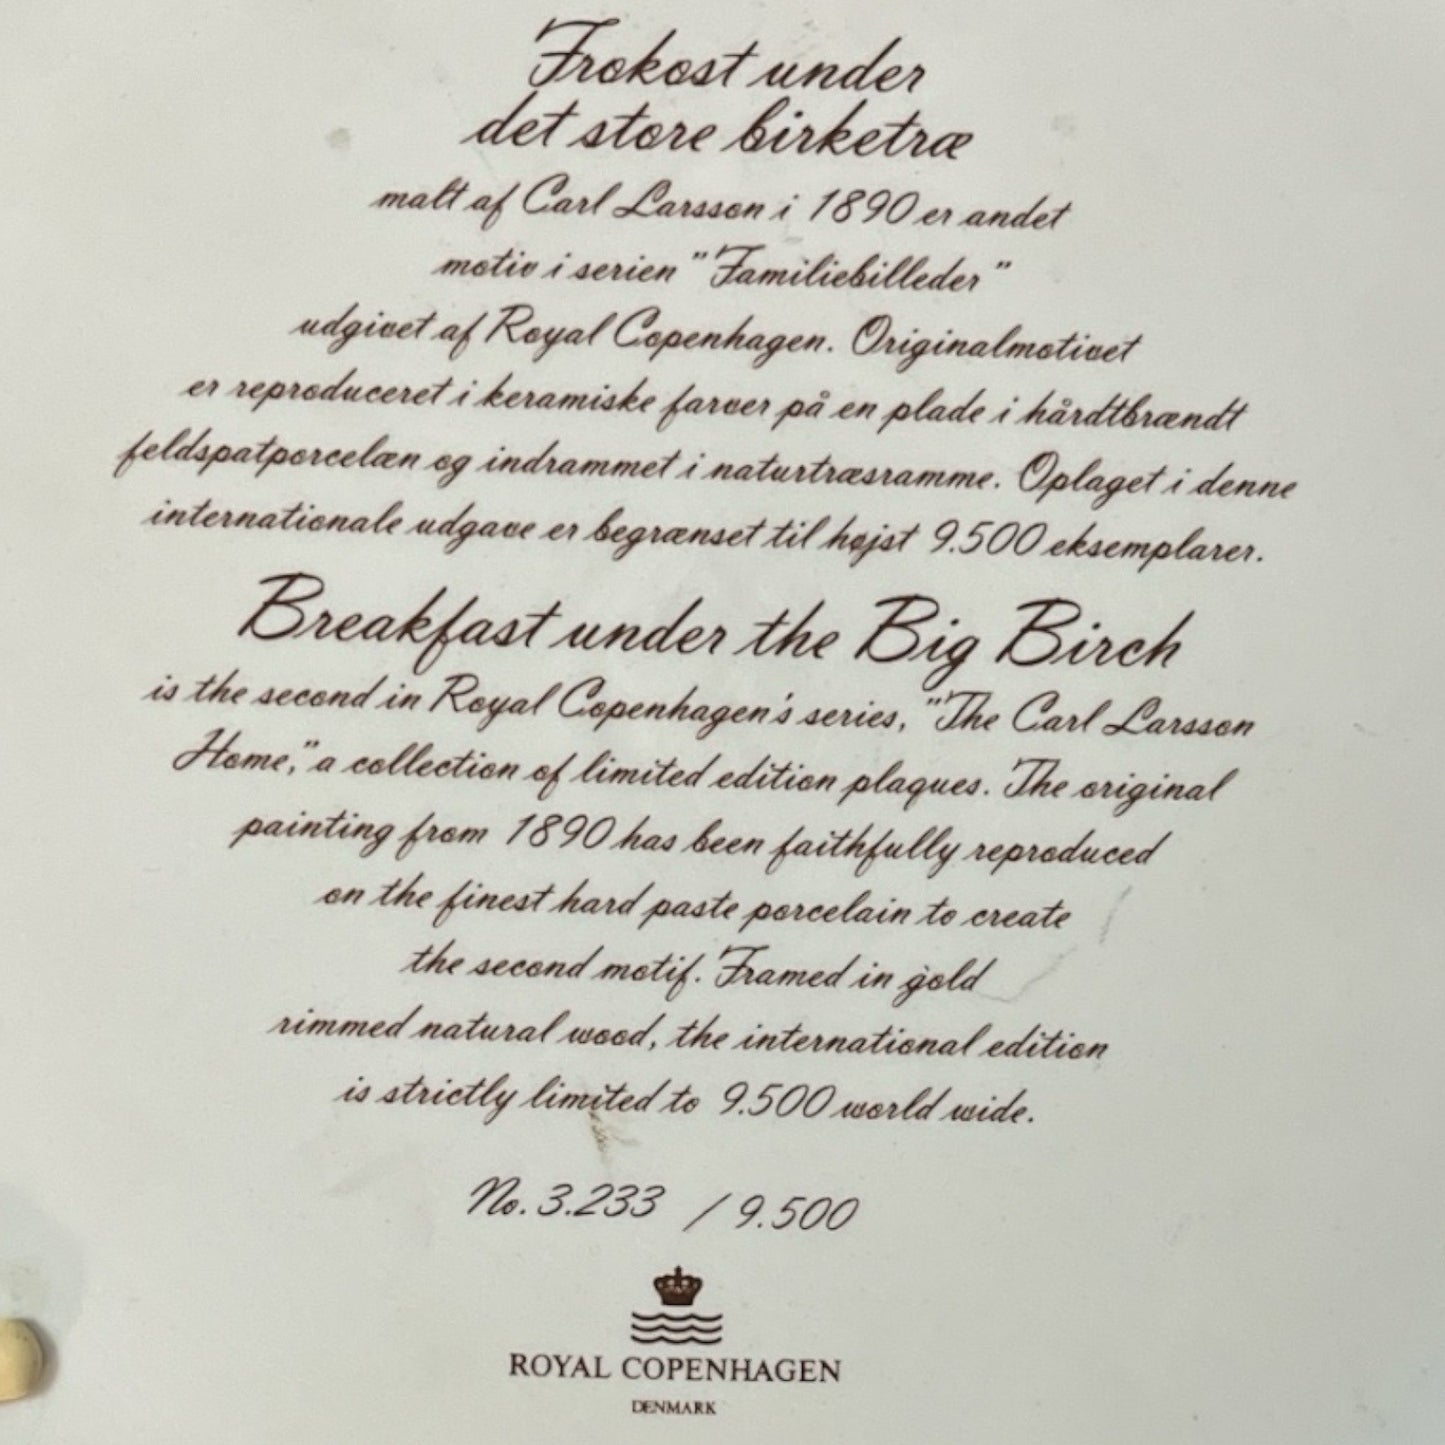 Frokost under
det store birketræ
malt af Carl Larsson i 1890 er andet
motiv i serien "Familiebilleder"
udgivet af Royal Copenhagen. Originalmotivet
er reproduceret i keramiske farver på en plade i hårdtbrændt
feldspatporcelæn og indrammet i naturtræsramme. Oplaget i denne
internationale udgave er begrænset til højst 9.500 eksemplarer.
Breakfast under the Big Birch
is the second in Royal Copenhagen's series, "The Carl Larsson
Home," a collection of limited edition plaques. The original
painting from 1890 has been faithfully reproduced
on the finest hard paste porcelain to create
the second motif. Framed in gold
rimmed natural wood, the international edition
is strictly limited to 9.500 world wide.
No. 3.233 / 9.500
ROYAL COPENHAGEN
DENMARK